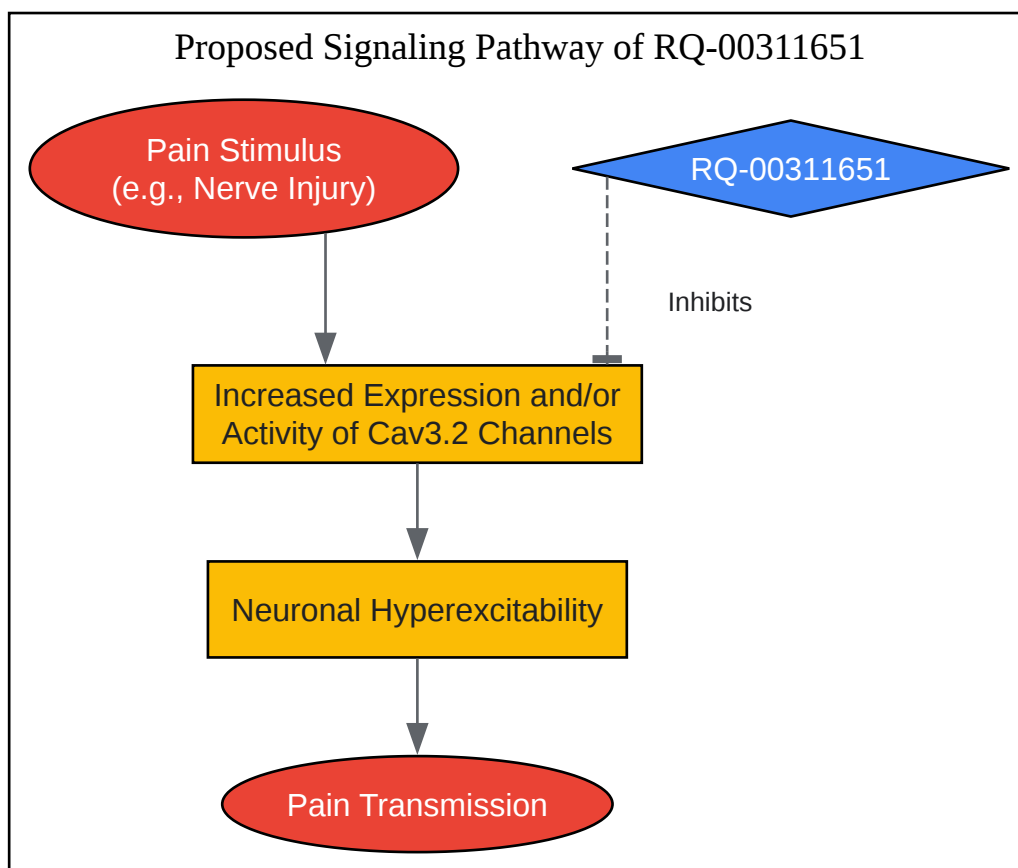 Proposed Signaling Pathway of RQ-00311651
Pain Stimulus
(e.g., Nerve Injury)
RQ-00311651
Inhibits
Increased Expression and/or
Activity of Cav3.2 Channels
Neuronal Hyperexcitability
Pain Transmission